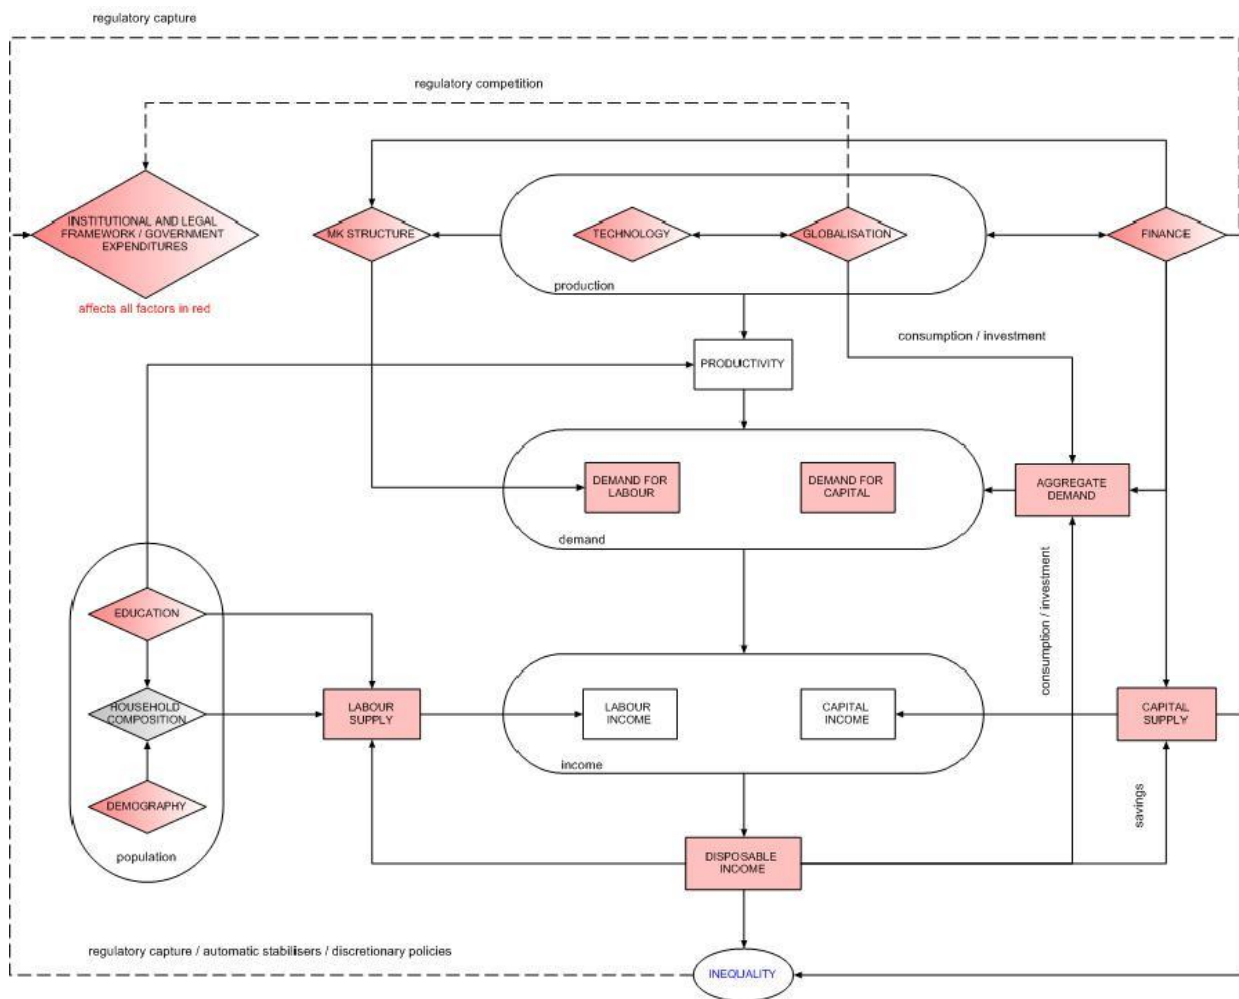 regulatory capture
regulatory competition
INSTITUTIONAL AND LEGAL
FRAMEWORK / GOVERNMENT
EXPENDITURES
affects all factors in red
MK STRUCTURE
TECHNOLOGY
GLOBALISATION
FINANCE
production
consumption / investment
PRODUCTIVITY
DEMAND FOR
LABOUR
DEMAND FOR
CAPITAL
AGGREGATE
DEMAND
demand
consumption / investment
EDUCATION
HOUSEHOLD
COMPOSITION
DEMOGRAPHY
population
LABOUR
SUPPLY
LABOUR
INCOME
CAPITAL
INCOME
CAPITAL
SUPPLY
income
savings
DISPOSABLE
INCOME
regulatory capture / automatic stabilisers / discretionary policies
INEQUALITY